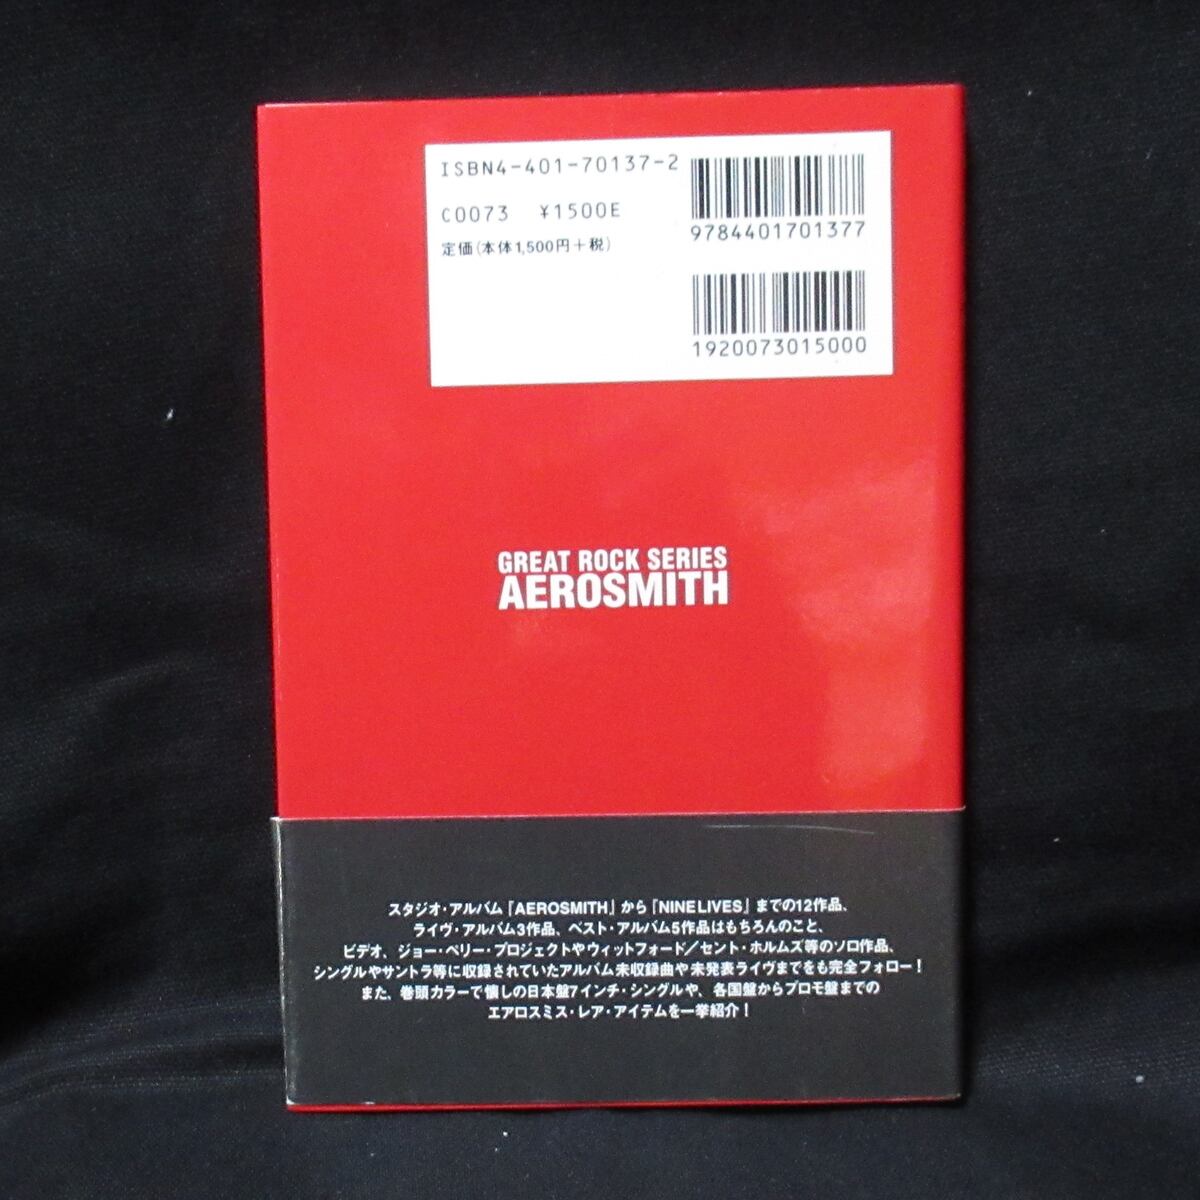 ISBN4-401-70137-2
C0073 ¥1500E
定価(本体1,500円+税)
9784401701377
1920073015000
GREAT ROCK SERIES
AEROSMITH
スタジオ・アルバム『AEROSMITH』から『NINE LIVES』までの12作品、
ライヴ・アルバム3作品、ベスト・アルバム5作品はもちろんのこと、
ビデオ、ジョー・ペリー・プロジェクトやウィットフォード/セント・ホルムズ等のソロ作品、
シングルやサントラ等に収録されていたアルバム未収録曲や未発表ライヴまでをも完全フォロー!
また、巻頭カラーで懐しの日本盤7インチ・シングルや、各国盤からプロモ盤までの
エアロスミス・レア・アイテムを一挙紹介!